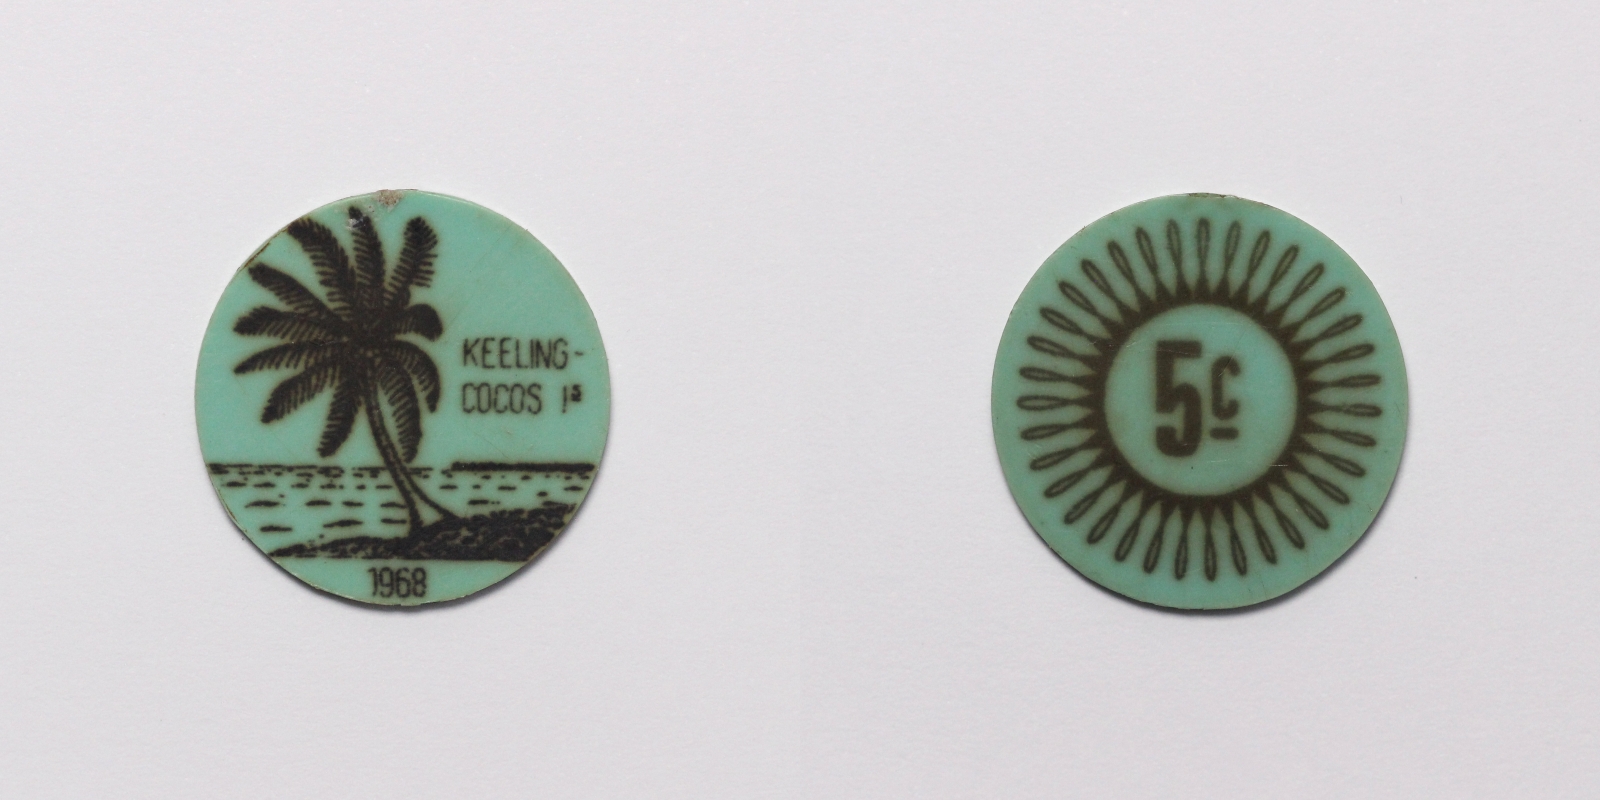 KEELING-
COCOS Iˢ
1968
5c